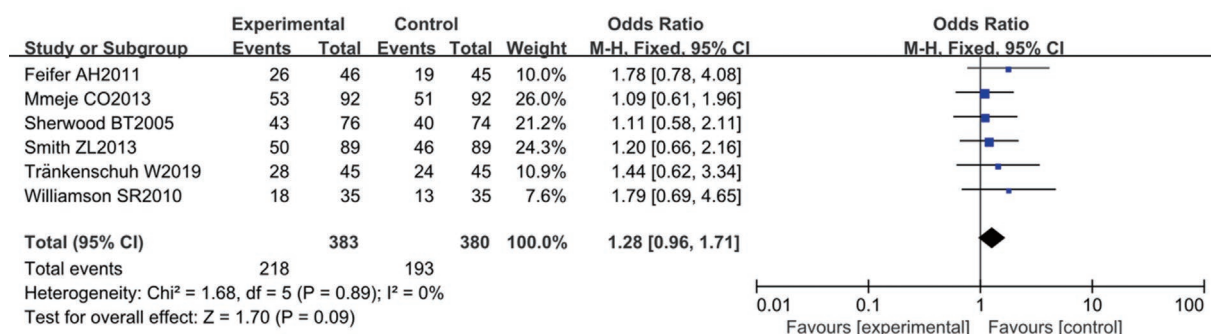 Experimental Control Odds Ratio Odds Ratio
Study or Subgroup Events Total Events Total Weight M-H, Fixed, 95% CI M-H, Fixed, 95% CI
Feifer AH2011 26 46 19 45 10.0% 1.78 [0.78, 4.08]
Mmeje CO2013 53 92 51 92 26.0% 1.09 [0.61, 1.96]
Sherwood BT2005 43 76 40 74 21.2% 1.11 [0.58, 2.11]
Smith ZL2013 50 89 46 89 24.3% 1.20 [0.66, 2.16]
Tränkenschuh W2019 28 45 24 45 10.9% 1.44 [0.62, 3.34]
Williamson SR2010 18 35 13 35 7.6% 1.79 [0.69, 4.65]
Total (95% CI) 383 380 100.0% 1.28 [0.96, 1.71]
Total events 218 193
Heterogeneity: Chi² = 1.68, df = 5 (P = 0.89); I² = 0%
Test for overall effect: Z = 1.70 (P = 0.09)
0.01 0.1 1 10 100
Favours [experimental] Favours [control]